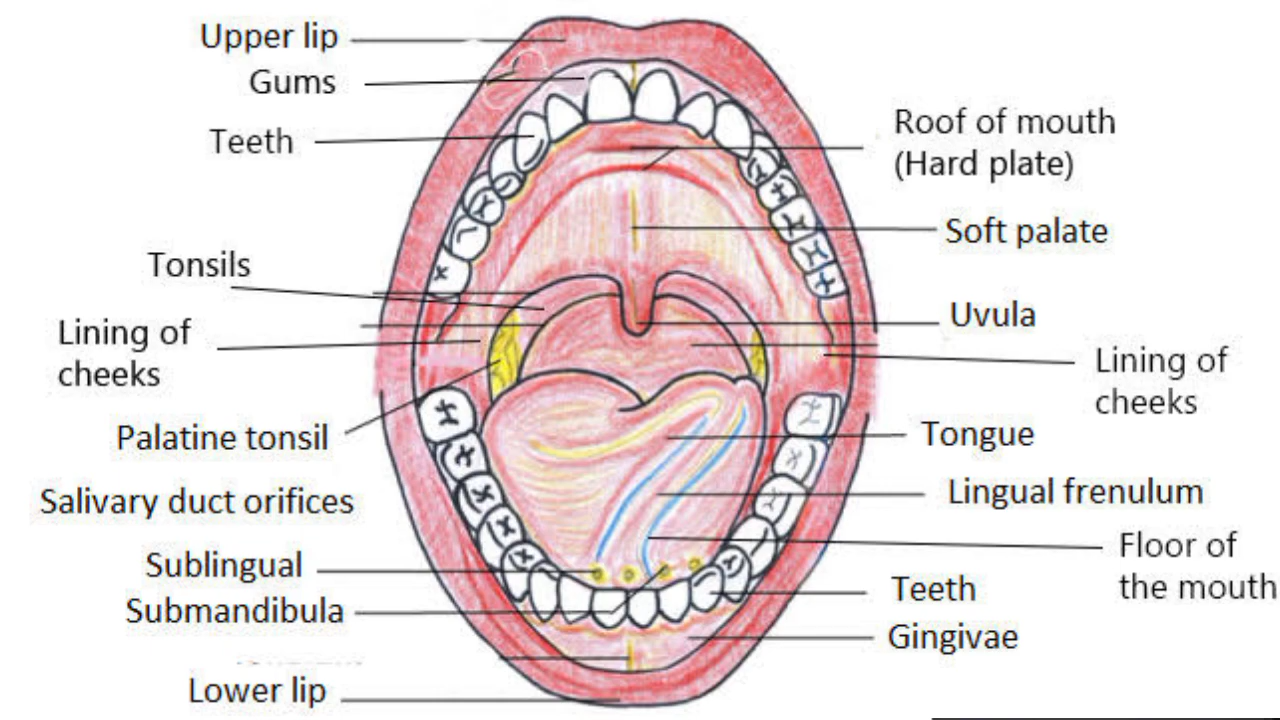 Upper lip
Gums
Teeth
Tonsils
Lining of
cheeks
Palatine tonsil
Salivary duct orifices
Sublingual
Submandibula
Lower lip
Roof of mouth
(Hard plate)
Soft palate
Uvula
Lining of
cheeks
Tongue
Lingual frenulum
Floor of
the mouth
Teeth
Gingivae